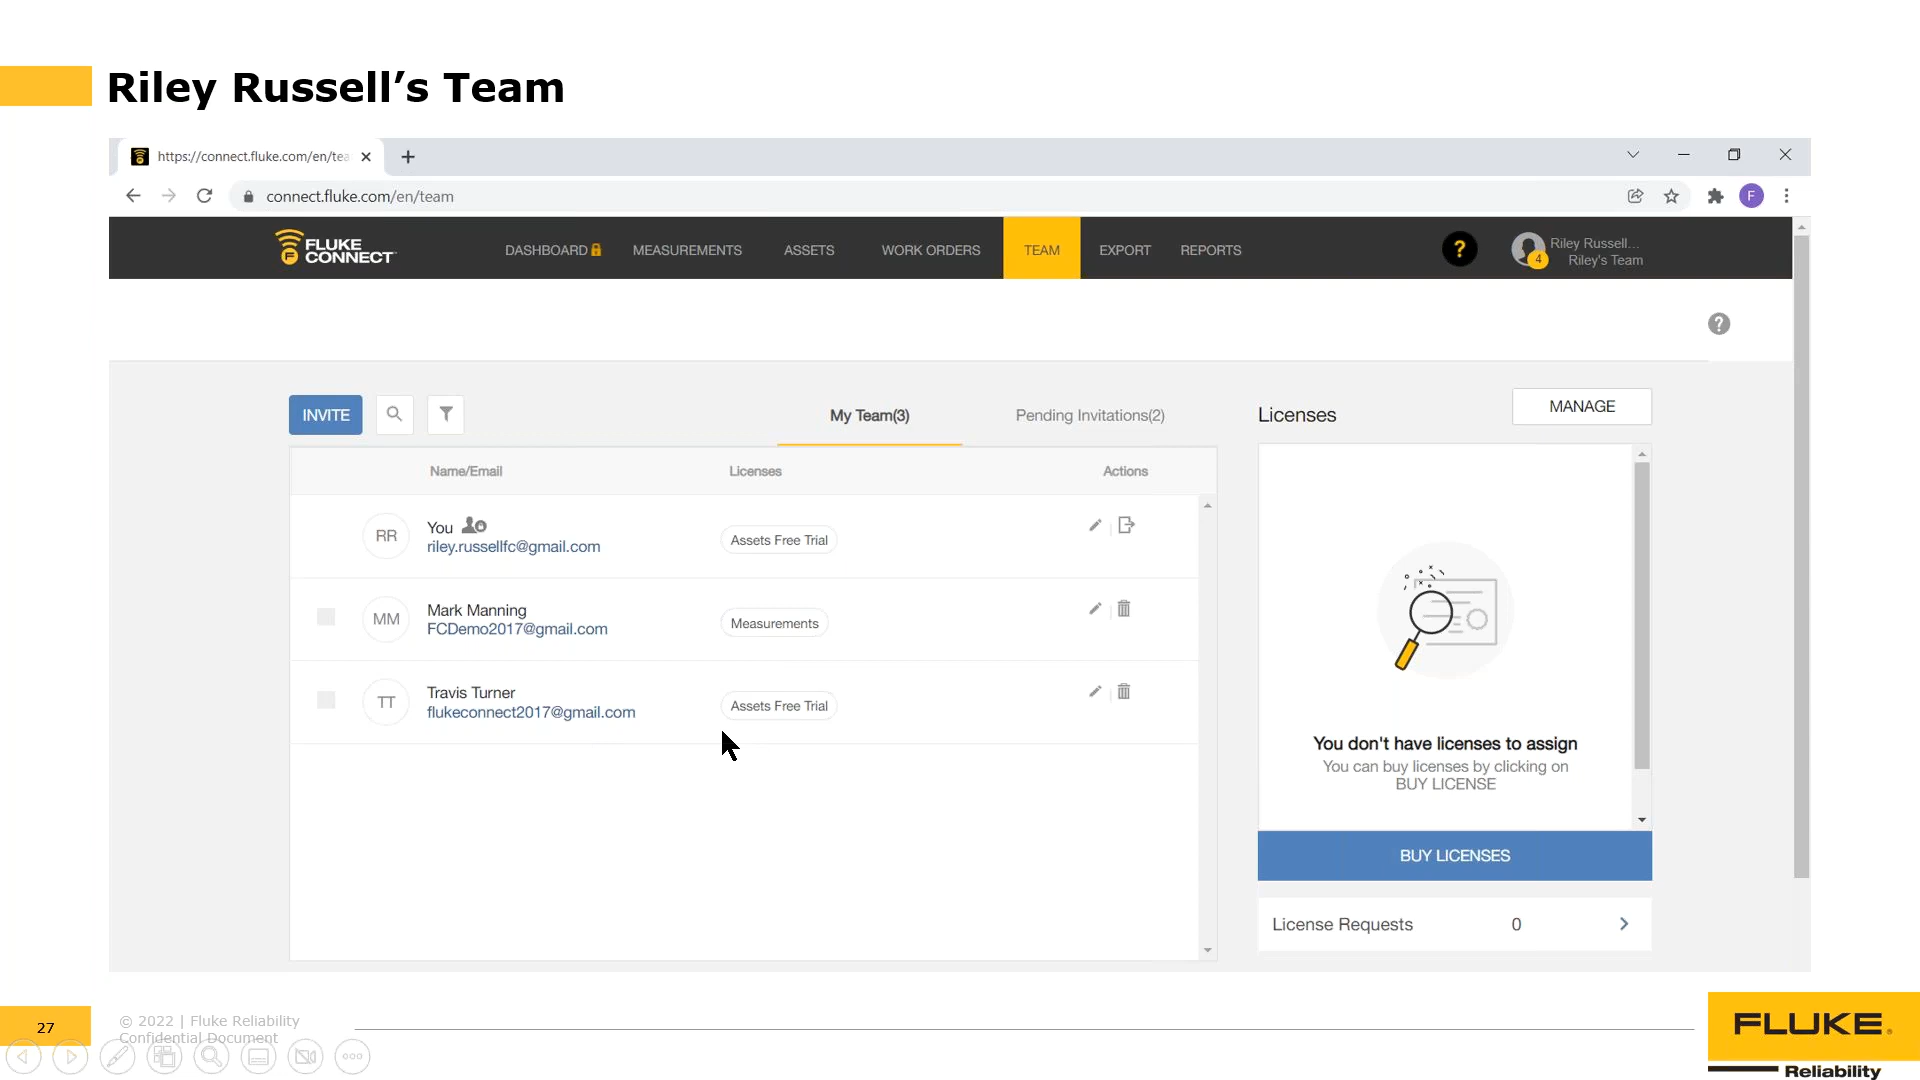 Riley Russell’s Team
https://connect.fluke.com/en/tea
connect.fluke.com/en/team
F
FLUKE CONNECT
DASHBOARD
MEASUREMENTS
ASSETS
WORK ORDERS
TEAM
EXPORT
REPORTS
?
4
Riley Russell...
Riley's Team
?
INVITE
My Team(3)
Pending Invitations(2)
Licenses
MANAGE
Name/Email
Licenses
Actions
RR
You
riley.russellfc@gmail.com
Assets Free Trial
MM
Mark Manning
FCDemo2017@gmail.com
Measurements
TT
Travis Turner
flukeconnect2017@gmail.com
Assets Free Trial
You don't have licenses to assign
You can buy licenses by clicking on
BUY LICENSE
BUY LICENSES
License Requests 0
27
© 2022 | Fluke Reliability
Confidential Document
FLUKE®
Reliability